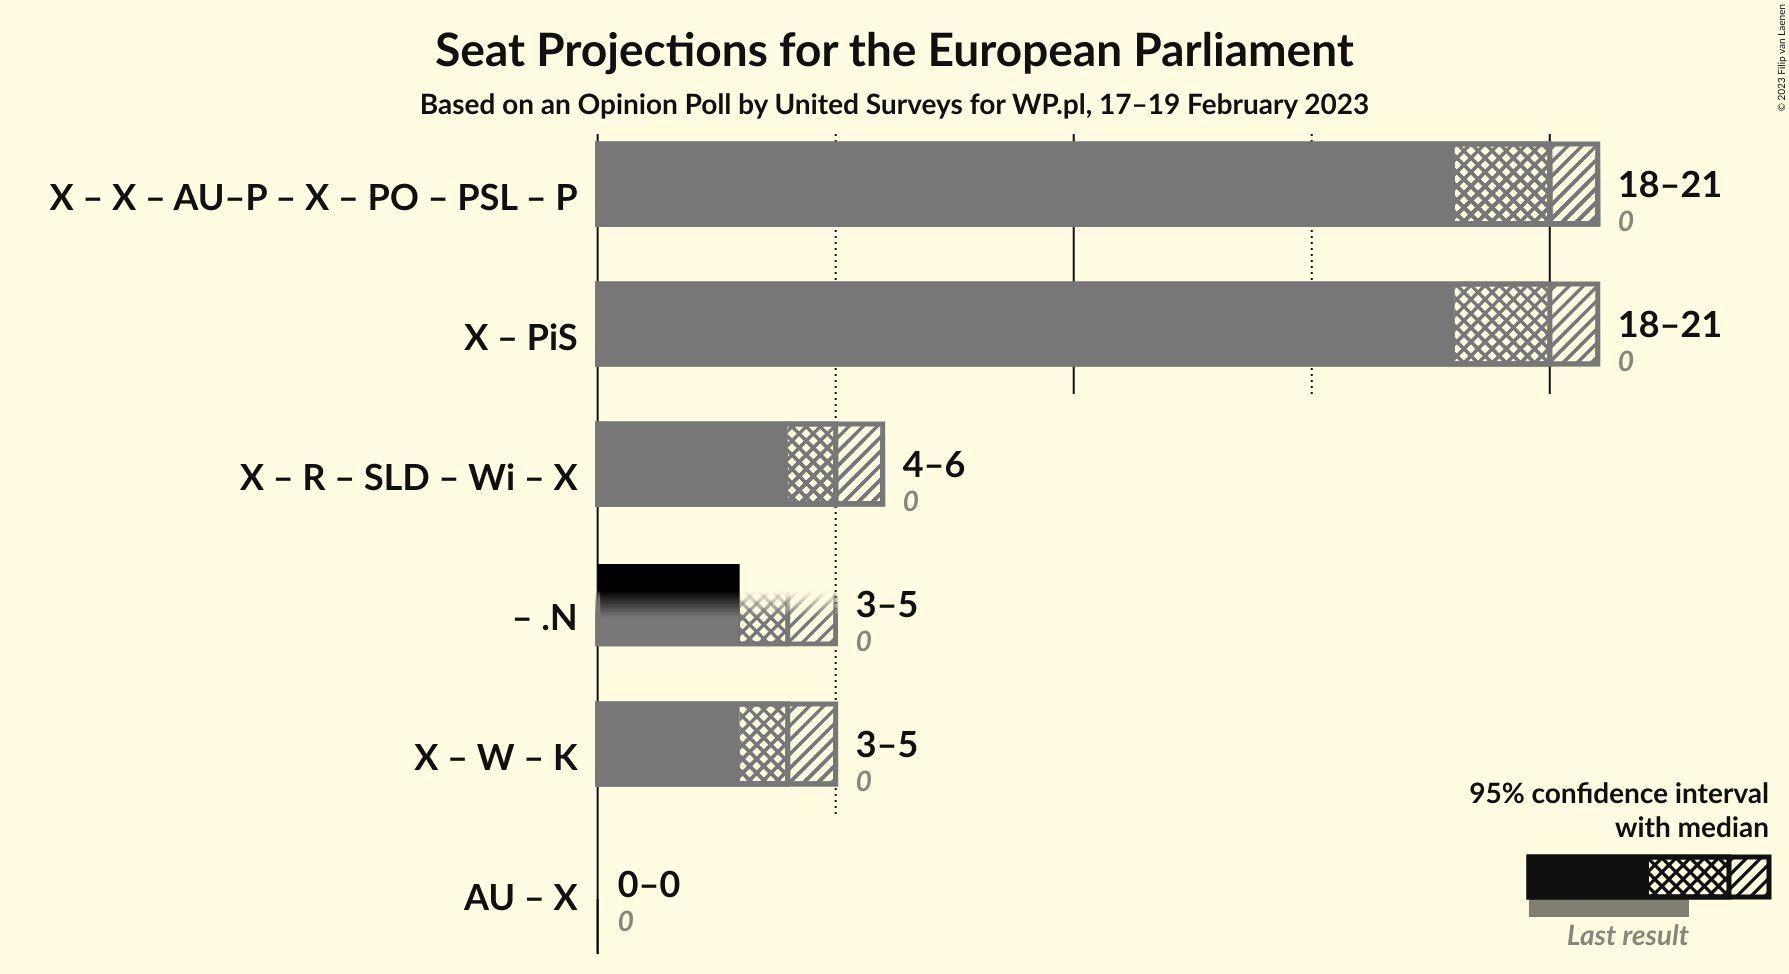 Seat Projections for the European Parliament
Based on an Opinion Poll by United Surveys for WP.pl, 17–19 February 2023
© 2023 Filip van Laenen
X – X – AU–P – X – PO – PSL – P
18–21
0
X – PiS
18–21
0
X – R – SLD – Wi – X
4–6
0
– .N
3–5
0
X – W – K
3–5
0
AU – X
0–0
0
95% confidence interval
with median
Last result